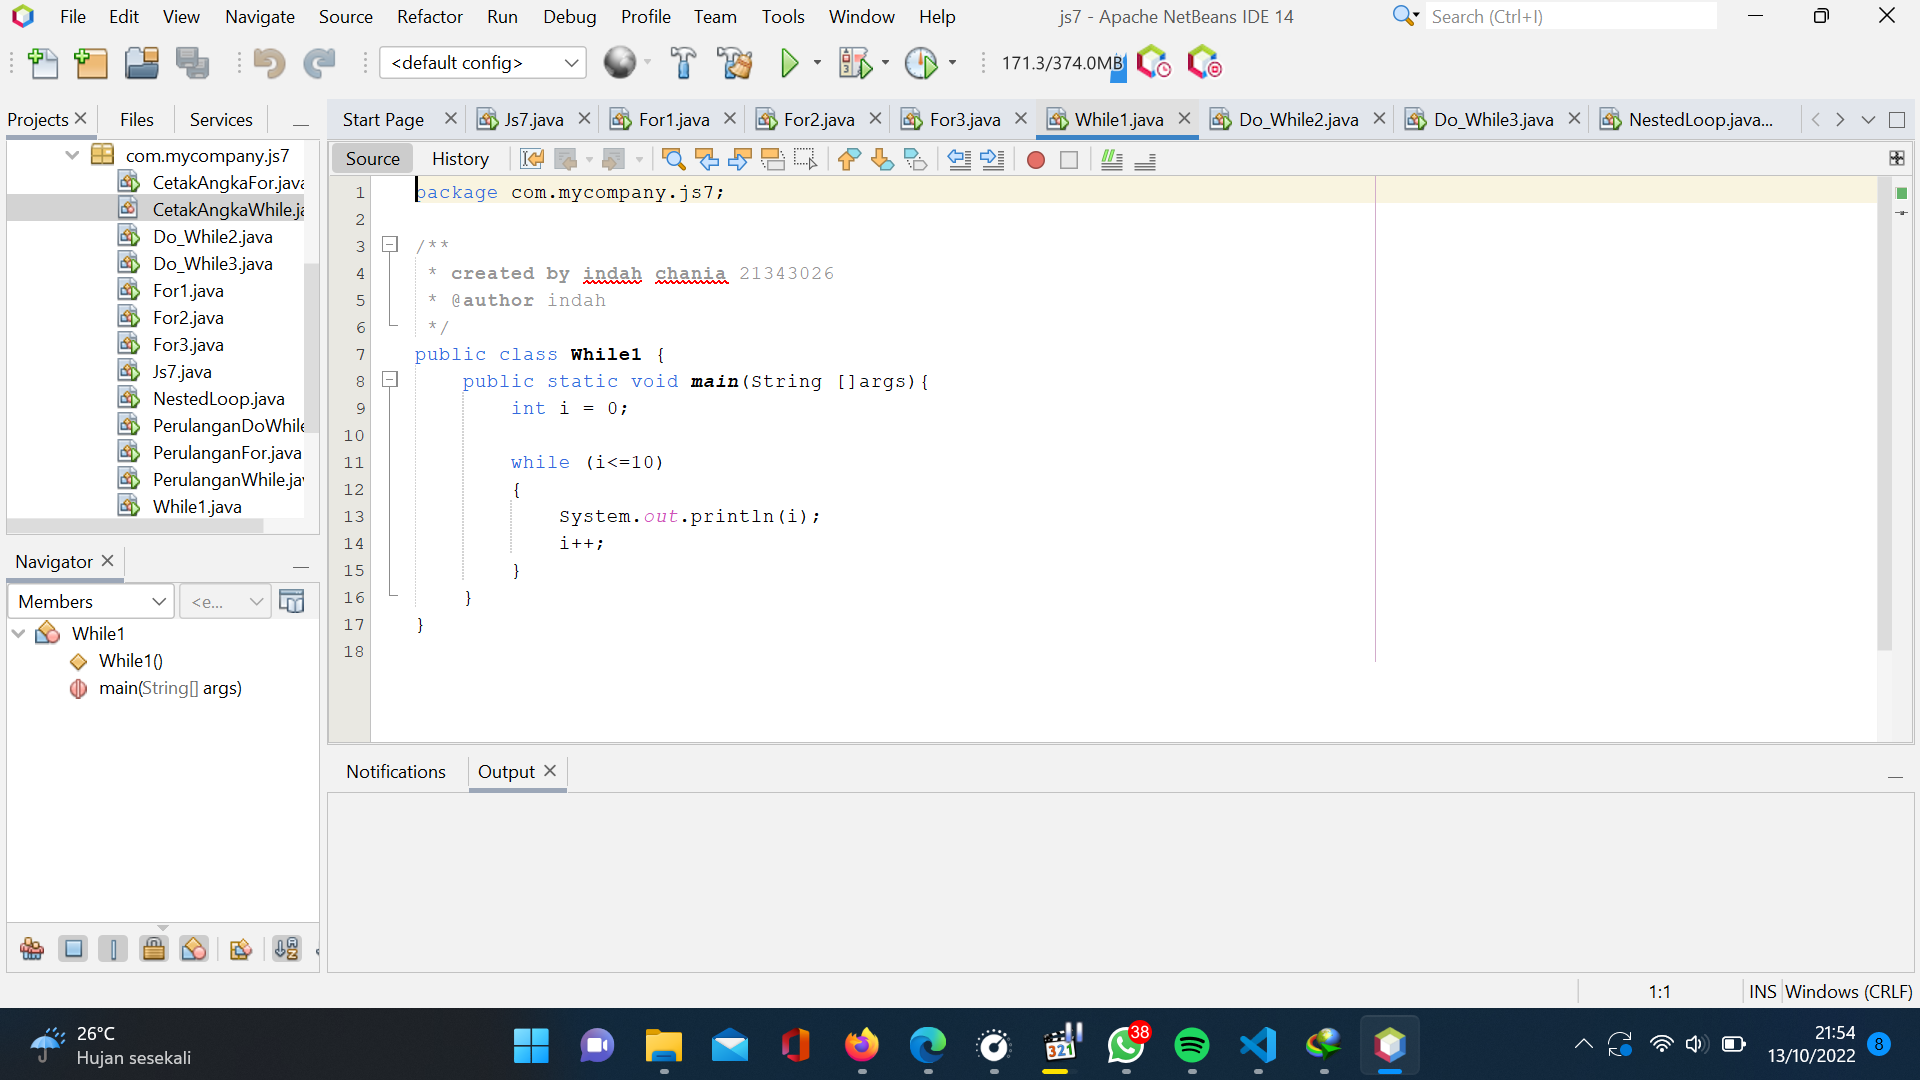 File Edit View Navigate Source Refactor Run Debug Profile Team Tools Window Help
js7 - Apache NetBeans IDE 14
Search (Ctrl+I)
<default config>
171.3/374.0MB
Projects Files Services
Start Page Js7.java For1.java For2.java For3.java While1.java Do_While2.java Do_While3.java NestedLoop.java...
com.mycompany.js7
CetakAngkaFor.java
CetakAngkaWhile.ja
Do_While2.java
Do_While3.java
For1.java
For2.java
For3.java
Js7.java
NestedLoop.java
PerulanganDoWhile
PerulanganFor.java
PerulanganWhile.jav
While1.java
Source History
1 package com.mycompany.js7;
2
3 /**
4 * created by indah chania 21343026
5 * @author indah
6 */
7 public class While1 {
8 public static void main(String []args){
9 int i = 0;
10
11 while (i<=10)
12 {
13 System.out.println(i);
14 i++;
15 }
16 }
17 }
18
Navigator
Members <e...
While1
While1()
main(String[] args)
Notifications Output
1:1 INS Windows (CRLF)
26°C
Hujan sesekali
321
38
21:54
13/10/2022
8